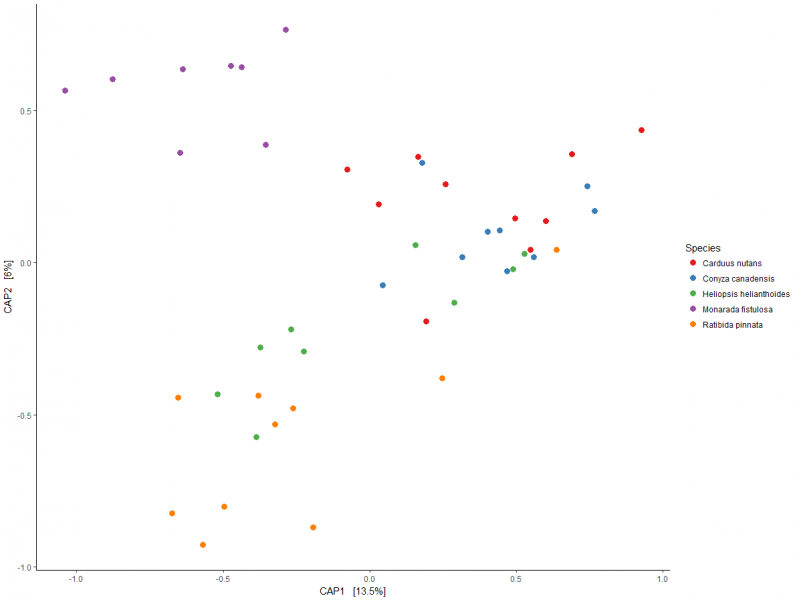 0.5
0.0
-0.5
-1.0
CAP2 [6%]
-1.0
-0.5
0.0
0.5
1.0
CAP1 [13.5%]
Species
Carduus nutans
Conyza canadensis
Heliopsis helianthoides
Monarada fistulosa
Ratibida pinnata